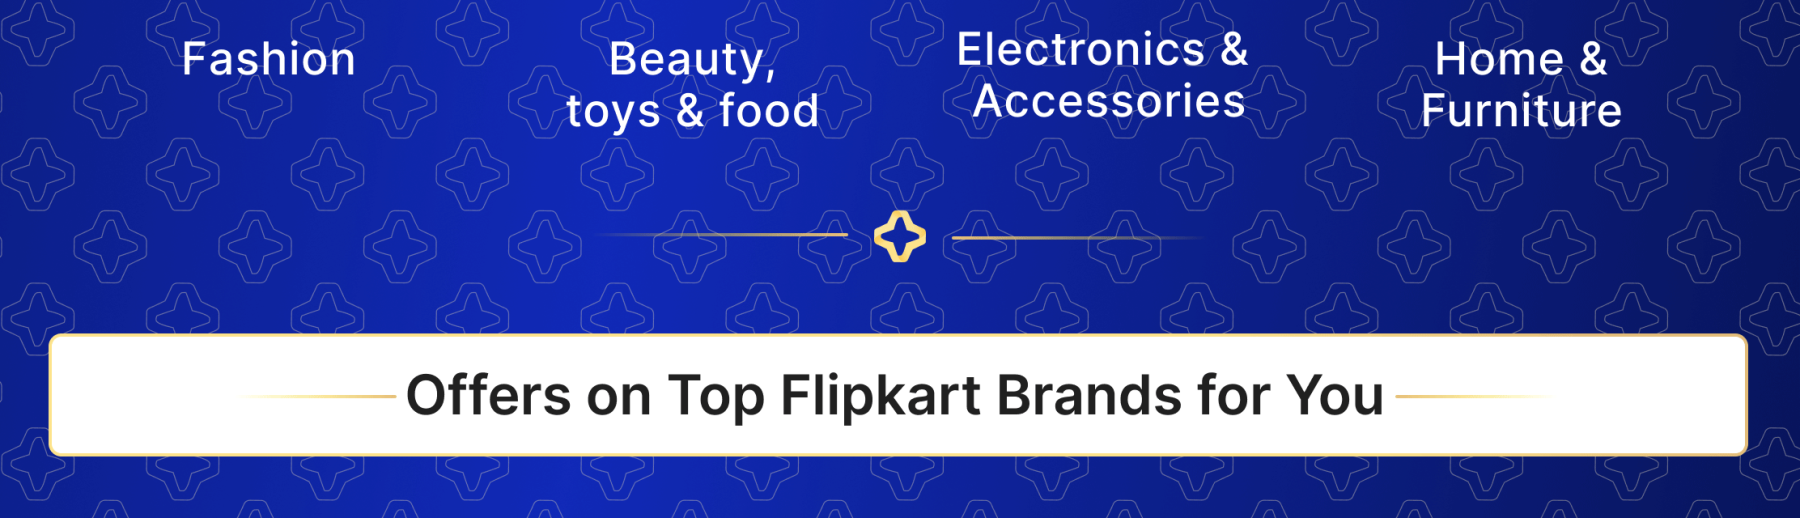 Fashion
Beauty,
toys & food
Electronics &
Accessories
Home &
Furniture
Offers on Top Flipkart Brands for You